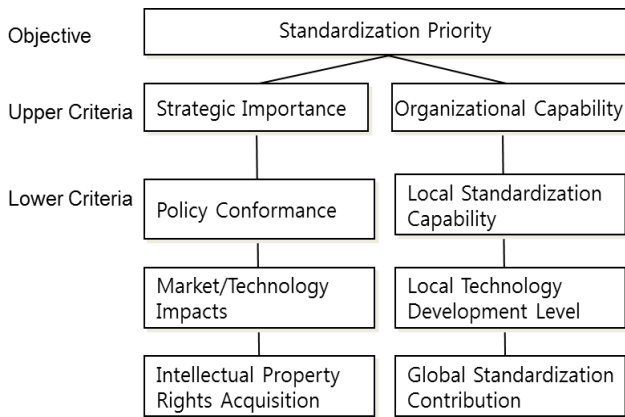 Objective
Standardization Priority
Upper Criteria
Strategic Importance
Organizational Capability
Lower Criteria
Policy Conformance
Local Standardization
Capability
Market/Technology
Impacts
Local Technology
Development Level
Intellectual Property
Rights Acquisition
Global Standardization
Contribution